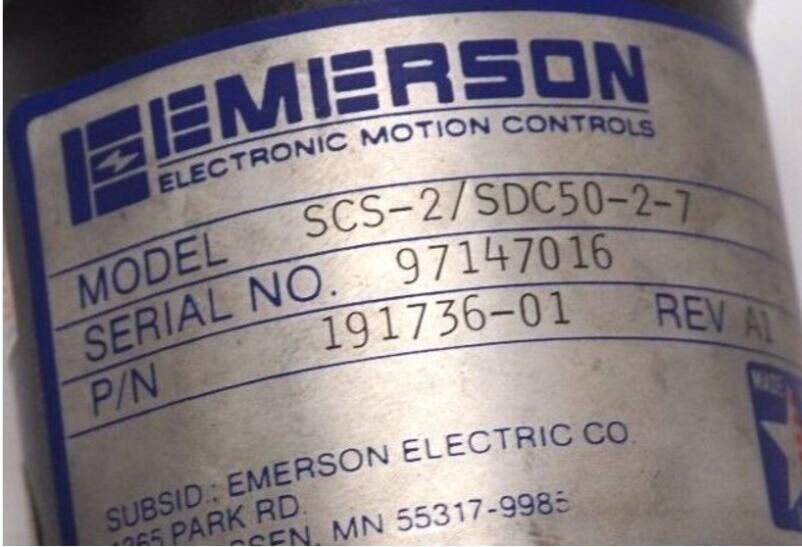 EMERSON
ELECTRONIC MOTION CONTROLS
MODEL SCS-2/SDC50-2-7
SERIAL NO. 97147016
P/N 191736-01 REV A1
MADE
SUBSID.: EMERSON ELECTRIC CO.
PARK RD.
MN 55317-9985